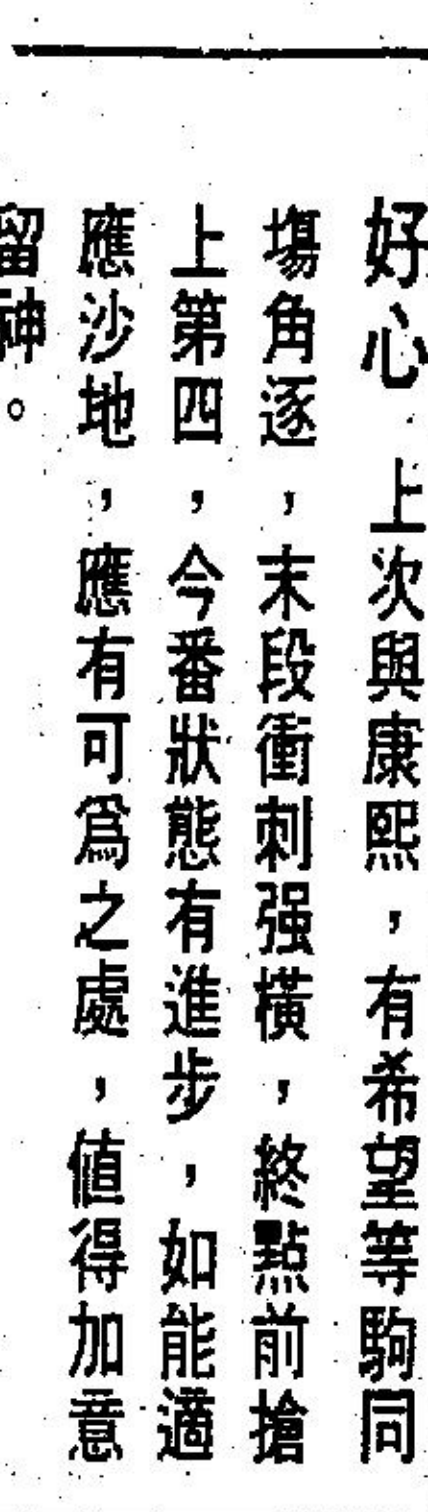 好心　上次與康熙，有希望等駒同
塲角逐，末段衝刺强橫，終點前搶
上第四，今番狀態有進步，如能適
應沙地，應有可爲之處，値得加意
留神。